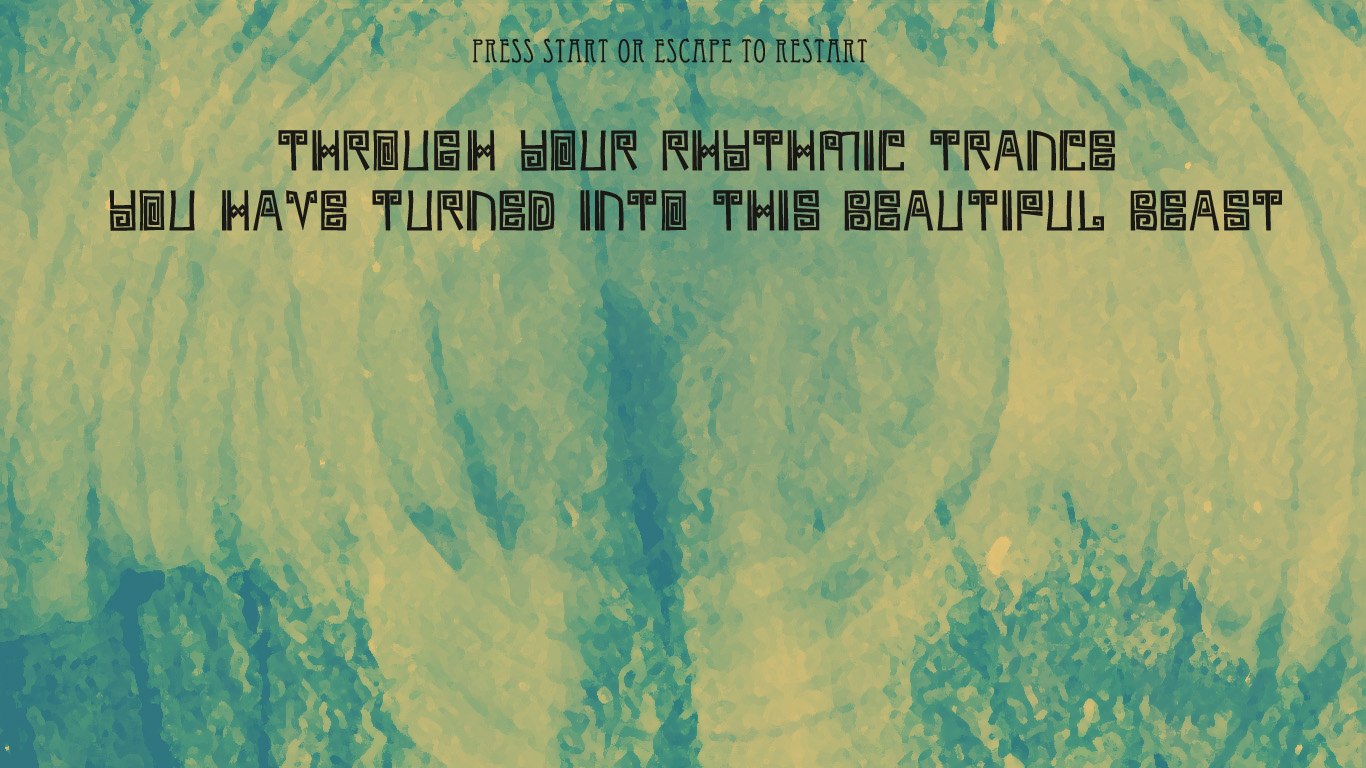 PRESS START OR ESCAPE TO RESTART
THROUGH YOUR RHYTHMIC TRANCE
YOU HAVE TURNED INTO THIS BEAUTIFUL BEAST